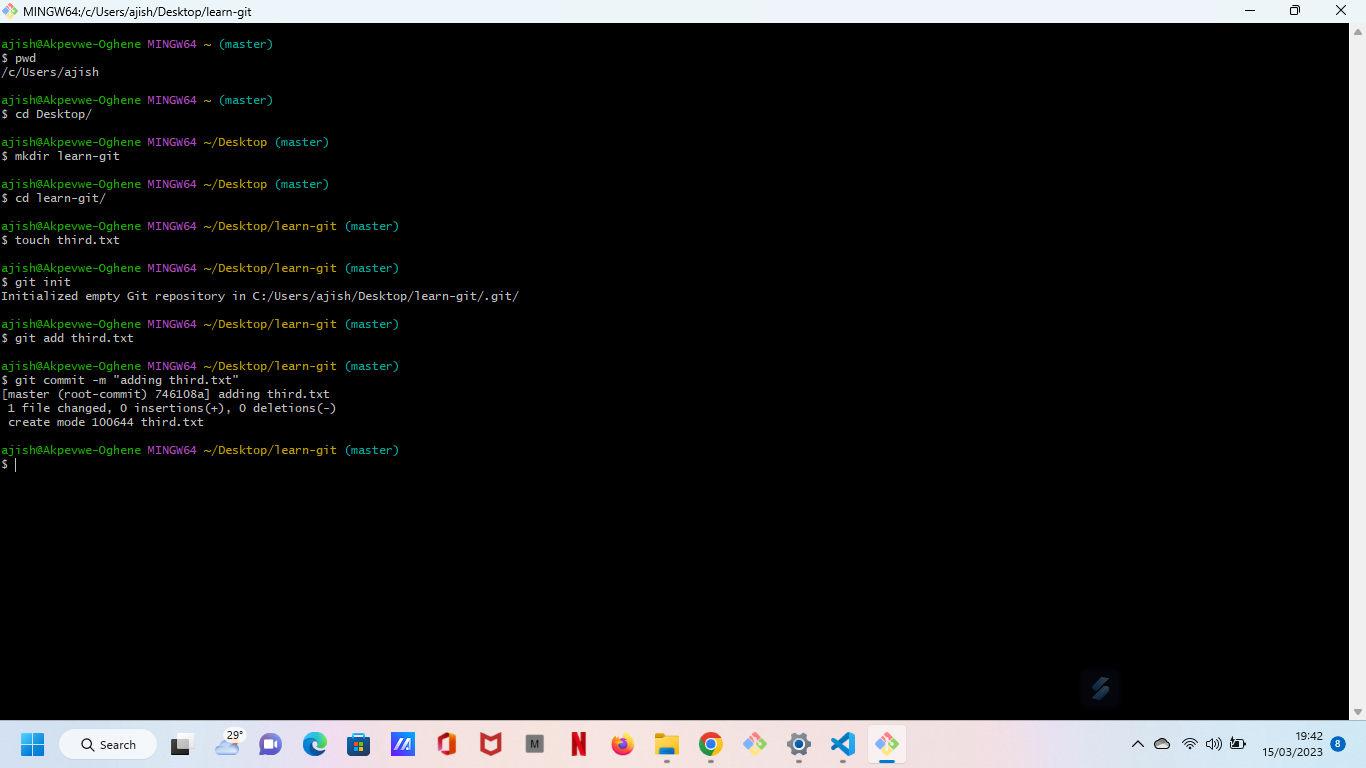 MINGW64:/c/Users/ajish/Desktop/learn-git
ajish@Akpevwe-Oghene MINGW64 ~ (master)
$ pwd
/c/Users/ajish
ajish@Akpevwe-Oghene MINGW64 ~ (master)
$ cd Desktop/
ajish@Akpevwe-Oghene MINGW64 ~/Desktop (master)
$ mkdir learn-git
ajish@Akpevwe-Oghene MINGW64 ~/Desktop (master)
$ cd learn-git/
ajish@Akpevwe-Oghene MINGW64 ~/Desktop/learn-git (master)
$ touch third.txt
ajish@Akpevwe-Oghene MINGW64 ~/Desktop/learn-git (master)
$ git init
Initialized empty Git repository in C:/Users/ajish/Desktop/learn-git/.git/
ajish@Akpevwe-Oghene MINGW64 ~/Desktop/learn-git (master)
$ git add third.txt
ajish@Akpevwe-Oghene MINGW64 ~/Desktop/learn-git (master)
$ git commit -m "adding third.txt"
[master (root-commit) 746108a] adding third.txt
 1 file changed, 0 insertions(+), 0 deletions(-)
 create mode 100644 third.txt
ajish@Akpevwe-Oghene MINGW64 ~/Desktop/learn-git (master)
$
Search
29°
M
N
19:42
15/03/2023
8